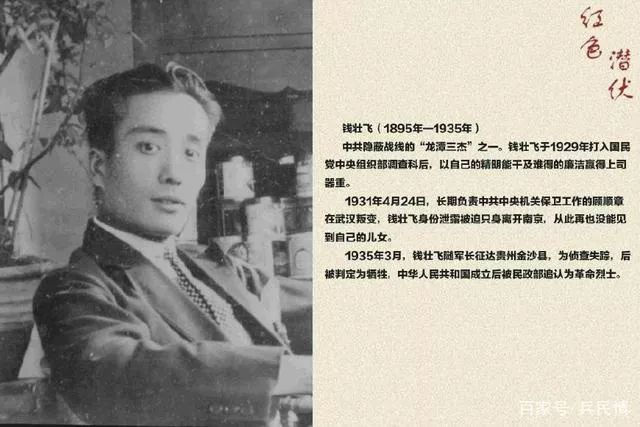 红色
潜伏
钱壮飞（1895年—1935年）
中共隐蔽战线的“龙潭三杰”之一。钱壮飞于1929年打入国民
党中央组织部调查科后，以自己的精明能干及难得的廉洁赢得上司
器重。
1931年4月24日，长期负责中共中央机关保卫工作的顾顺章
在武汉叛变，钱壮飞身份泄露被迫只身离开南京，从此再也没能见
到自己的儿女。
1935年3月，钱壮飞随军长征达贵州金沙县，为侦查失踪，后
被判定为牺牲，中华人民共和国成立后被民政部追认为革命烈士。
百家号/兵民情